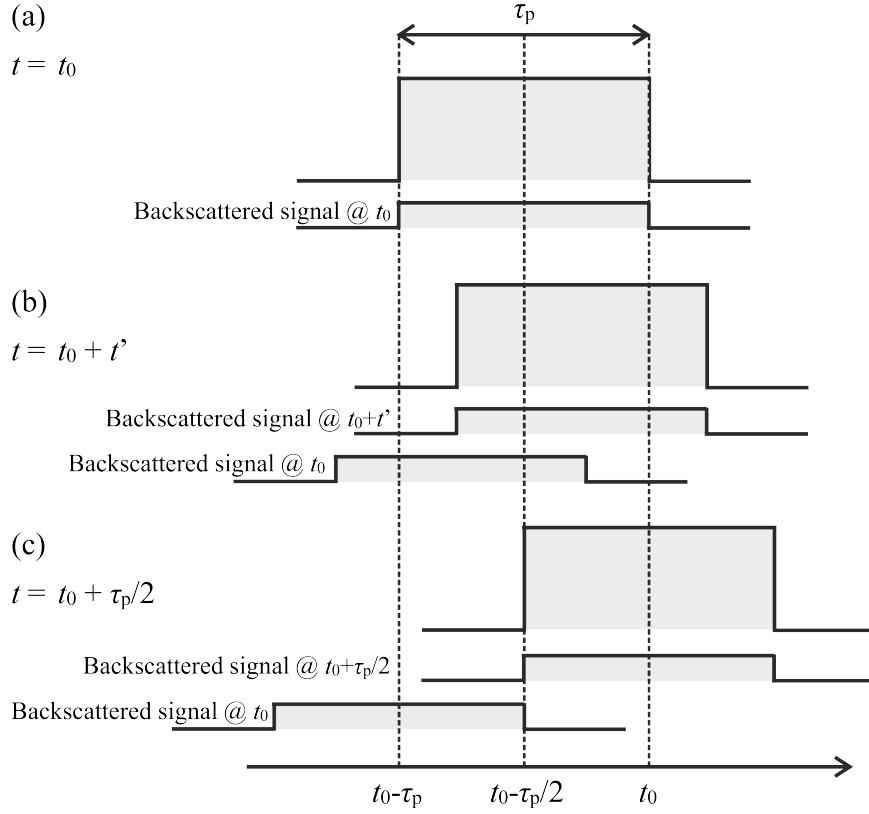 (a)
τp
t = t0
Backscattered signal @ t0
(b)
t = t0 + t’
Backscattered signal @ t0+t’
Backscattered signal @ t0
(c)
t = t0 + τp/2
Backscattered signal @ t0+τp/2
Backscattered signal @ t0
t0-τp t0-τp/2 t0